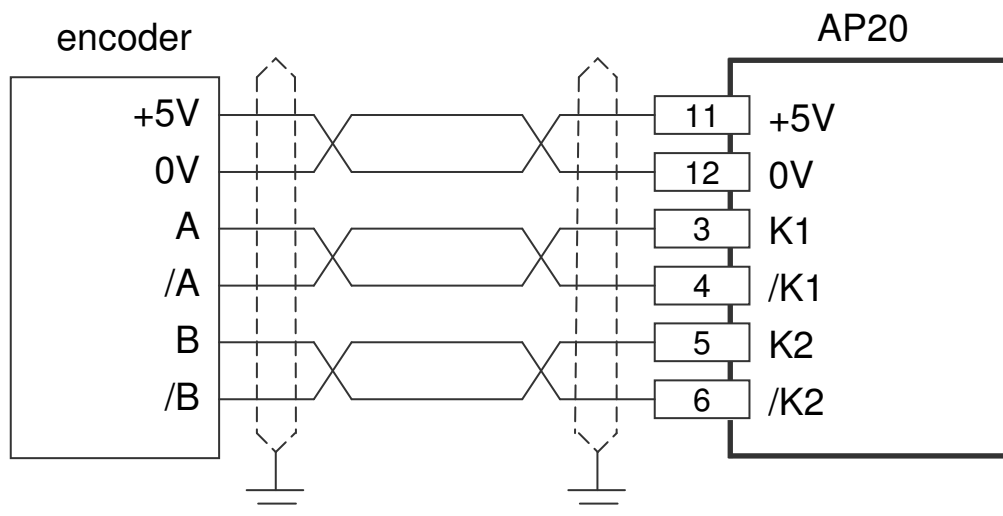 encoder
AP20
+5V
11
+5V
0V
12
0V
A
3
K1
/A
4
/K1
B
5
K2
/B
6
/K2